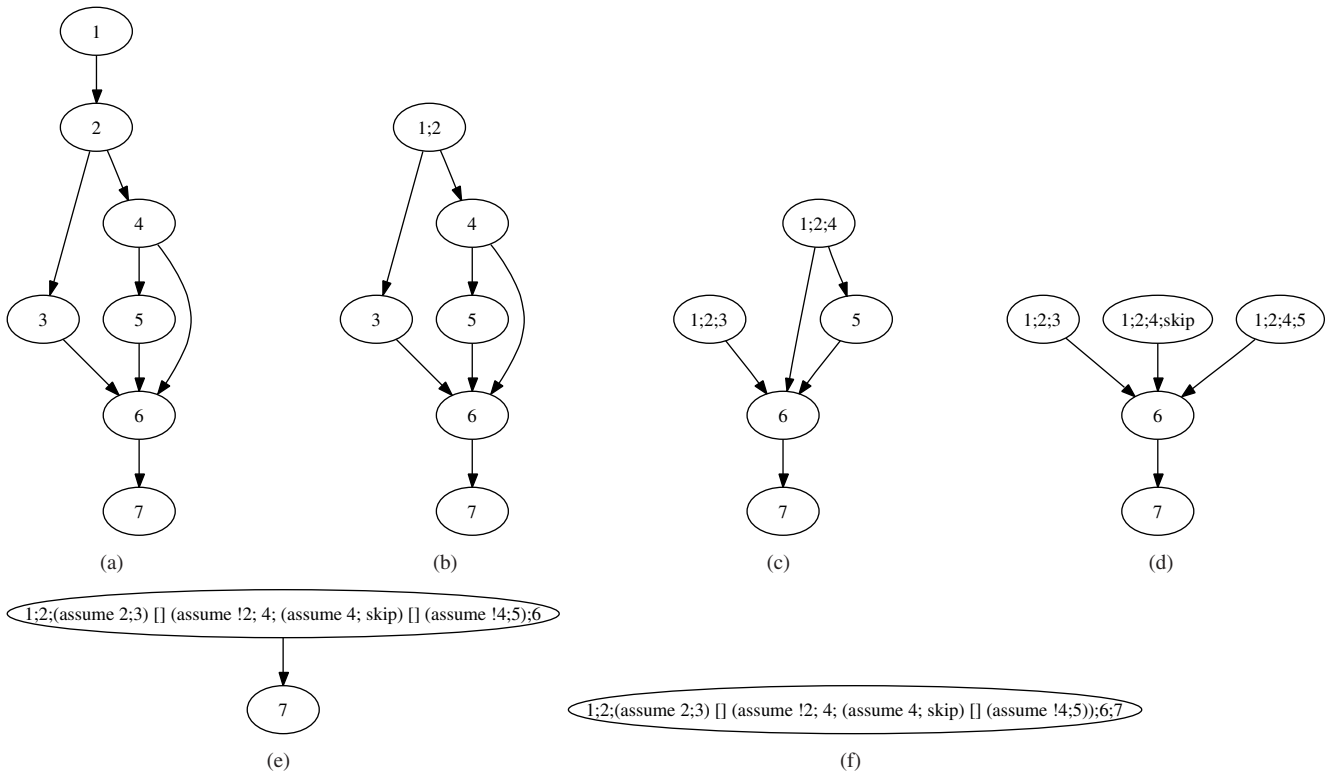 1
2
4
3
5
6
7
(a)
1;2
4
3
5
6
7
(b)
1;2;4
1;2;3
5
6
7
(c)
1;2;3
1;2;4;skip
1;2;4;5
6
7
(d)
1;2;(assume 2;3) [] (assume !2; 4; (assume 4; skip) [] (assume !4;5);6
7
(e)
1;2;(assume 2;3) [] (assume !2; 4; (assume 4; skip) [] (assume !4;5));6;7
(f)